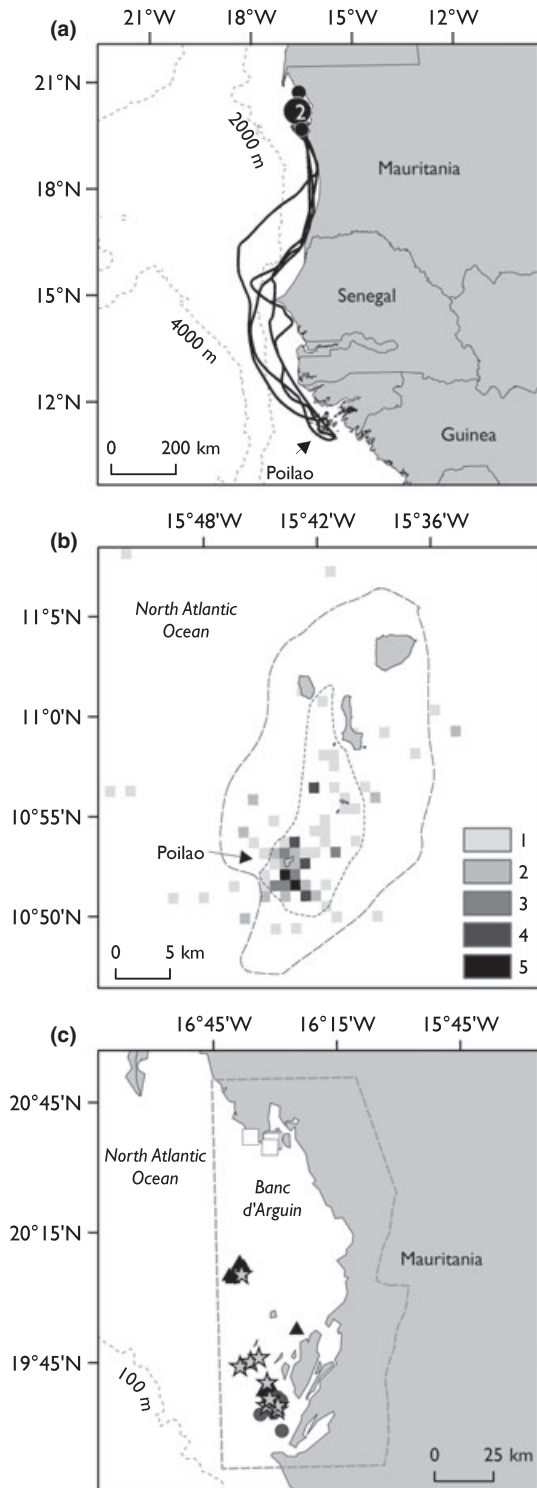 (a)
21°W 18°W 15°W 12°W
21°N
2
2000 m
Mauritania
18°N
15°N
Senegal
4000 m
12°N
Guinea
0 200 km
Poilao
(b)
15°48'W 15°42'W 15°36'W
North Atlantic
Ocean
11°5'N
11°0'N
10°55'N
Poilao
1
2
3
4
5
10°50'N
0 5 km
(c)
16°45'W 16°15'W 15°45'W
20°45'N
North Atlantic
Ocean
Banc
d'Arguin
20°15'N
Mauritania
19°45'N
100 m
0 25 km